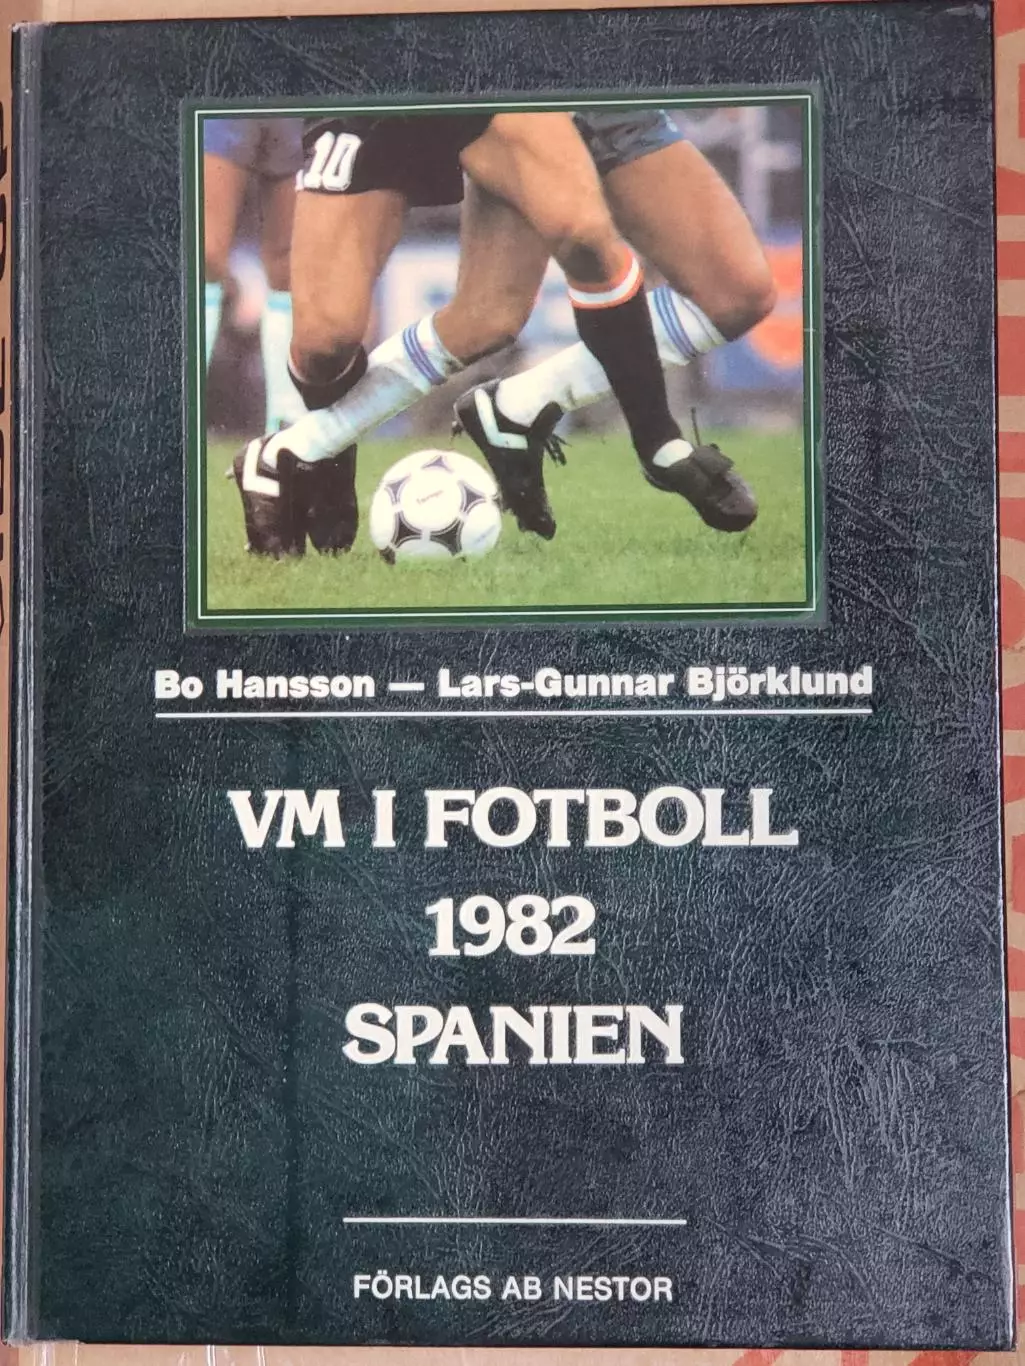 10
Bo Hansson — Lars-Gunnar Björklund
VM I FOTBOLL
1982
SPANIEN
FÖRLAGS AB NESTOR